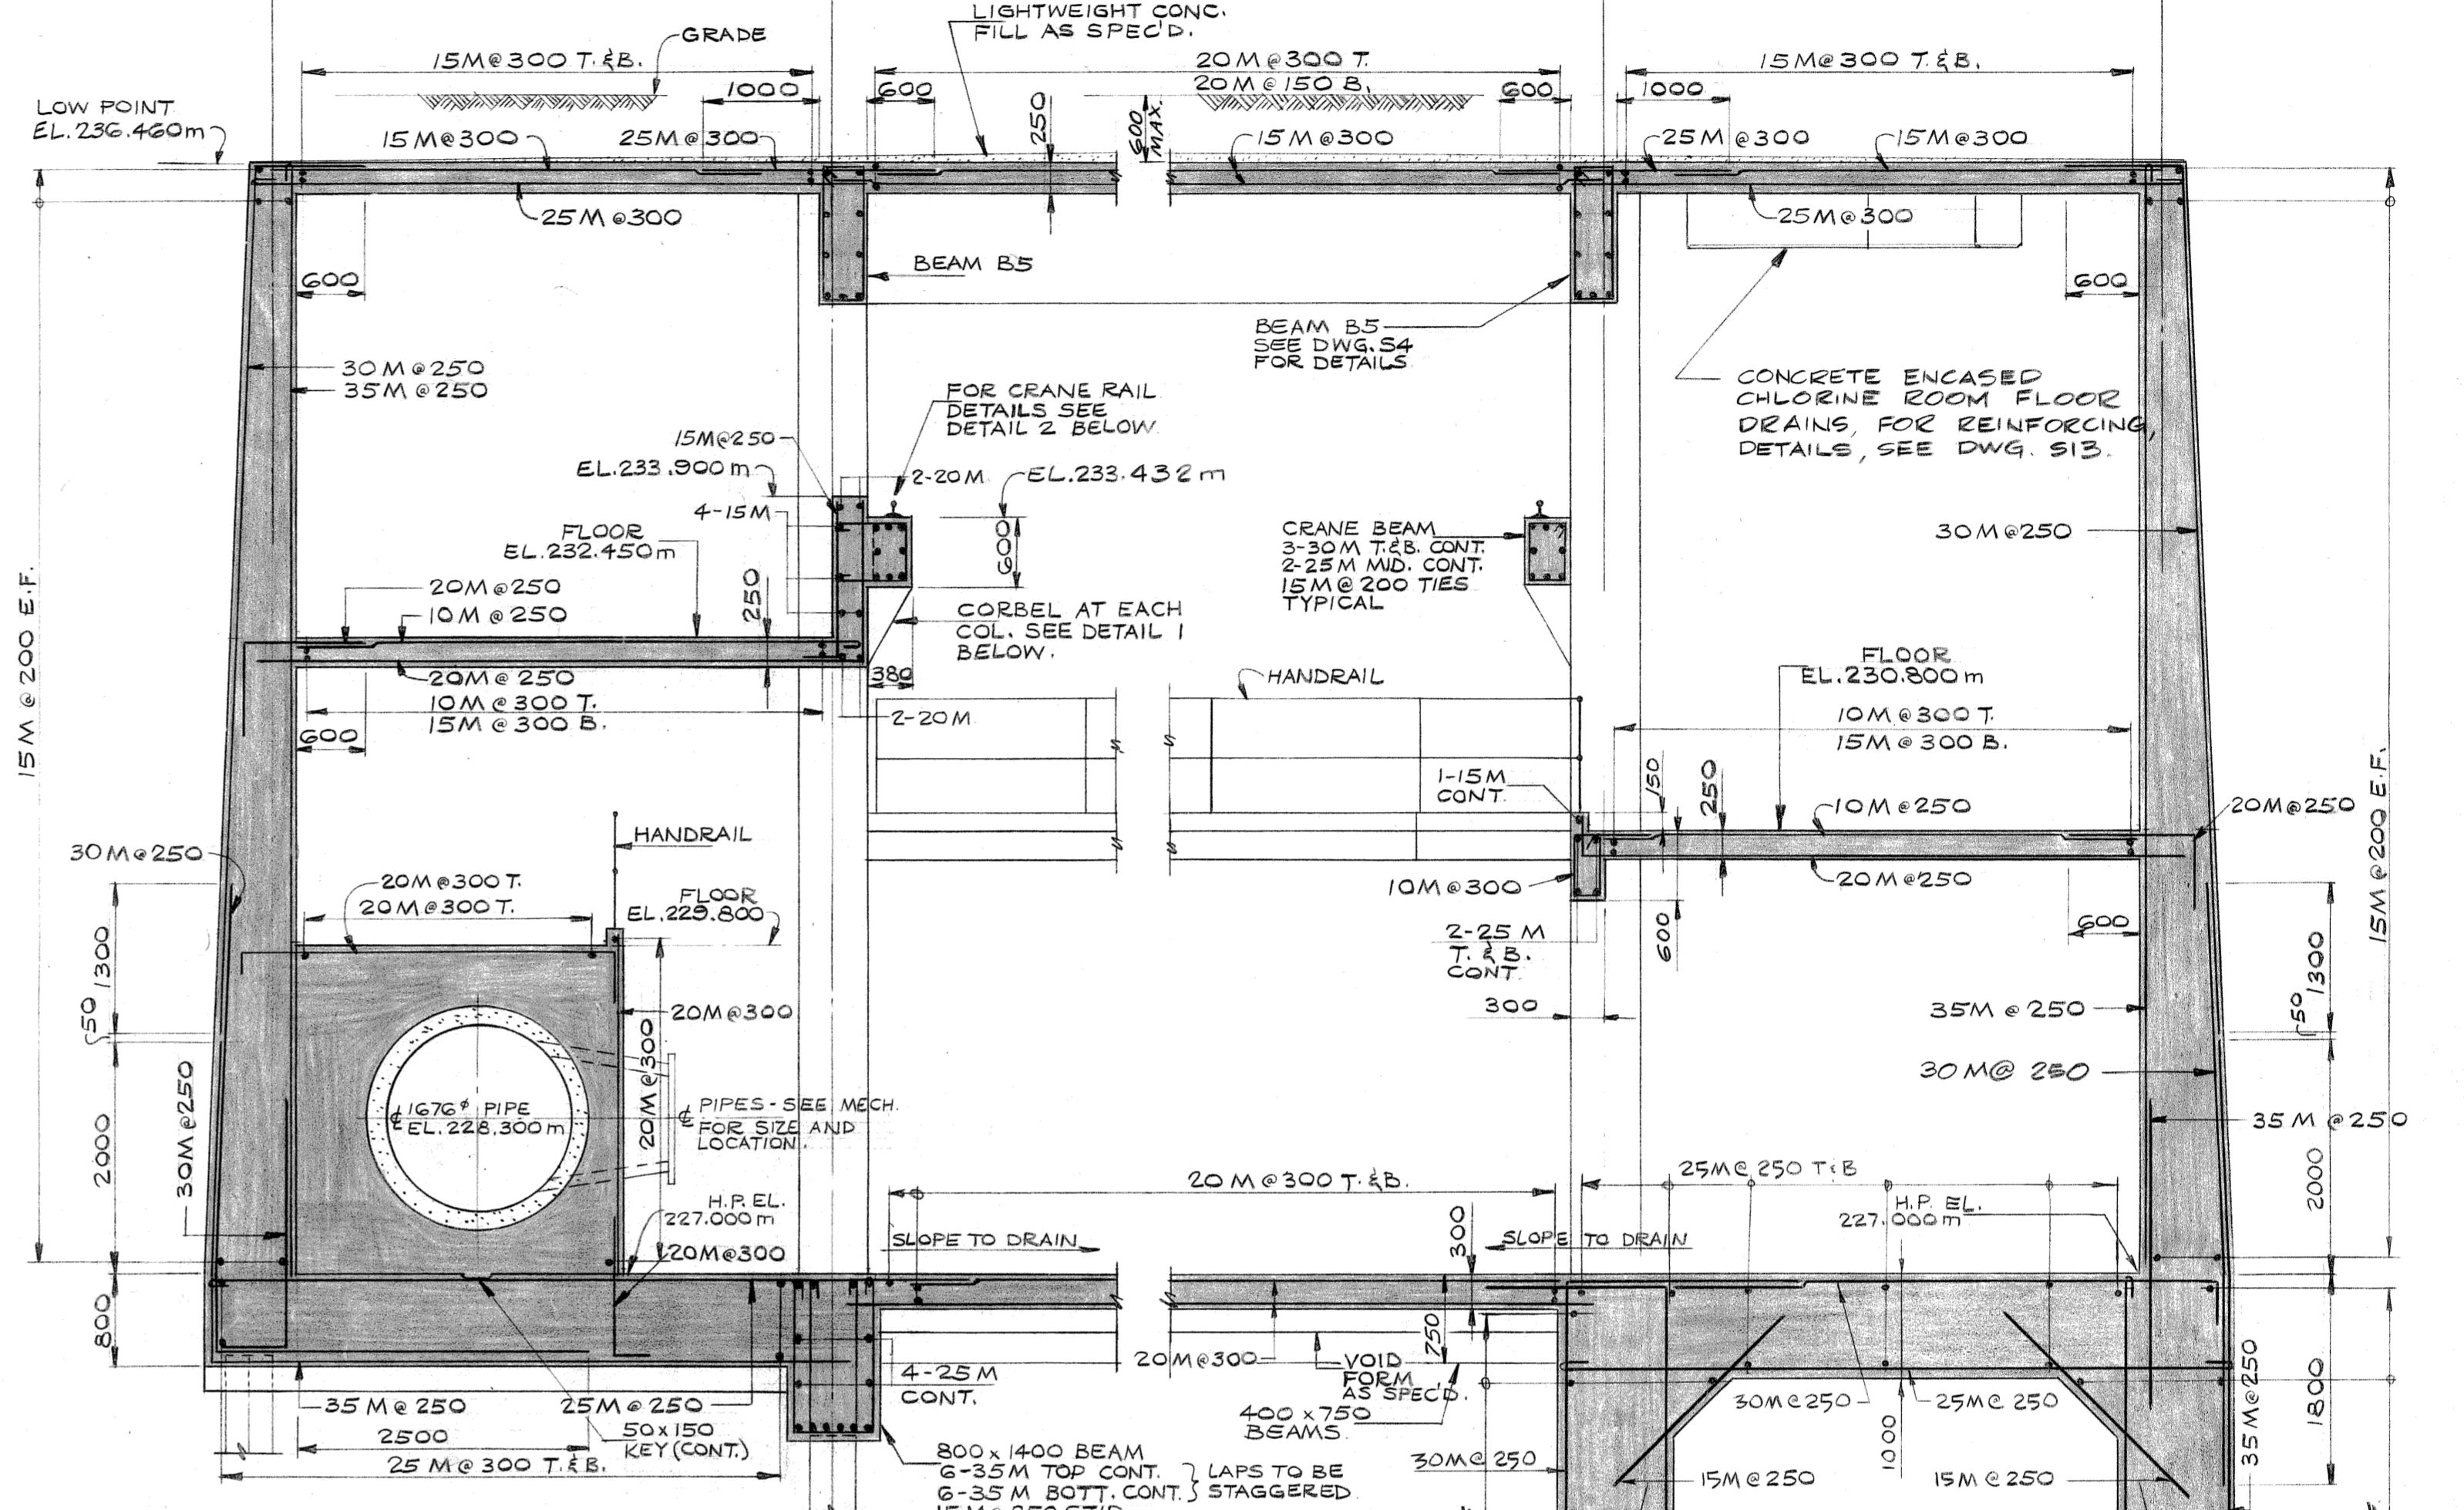 LIGHTWEIGHT CONC.
FILL AS SPEC'D.
GRADE
15M@300 T.&B.
20M@300 T.
20M@150 B.
15M@300 T.&B.
1000
600
250
600 MAX.
600
1000
LOW POINT
EL.236.460m
15M@300
25M@300
15M@300
25M@300
15M@300
25M@300
25M@300
BEAM B5
600
600
BEAM B5
SEE DWG.S4
FOR DETAILS
30M@250
35M@250
FOR CRANE RAIL
DETAILS SEE
DETAIL 2 BELOW.
CONCRETE ENCASED
CHLORINE ROOM FLOOR
DRAINS, FOR REINFORCING,
DETAILS, SEE DWG. S13.
15M@250
EL.233.900m
2-20M
EL.233.432m
4-15M
FLOOR
EL.232.450m
600
CRANE BEAM
3-30M T.&B. CONT.
2-25M MID. CONT.
15M@200 TIES
TYPICAL
30M@250
15M@200 E.F.
20M@250
10M@250
250
CORBEL AT EACH
COL. SEE DETAIL 1
BELOW.
380
20M@250
10M@300 T.
15M@300 B.
600
2-20M
HANDRAIL
FLOOR
EL.230.800m
10M@300 T.
15M@300 B.
1-15M
CONT.
150
250
10M@250
20M@250
15M@200 E.F.
HANDRAIL
30M@250
20M@300 T.
20M@300 T.
FLOOR
EL.229.800
10M@300
20M@250
600
2-25 M
T.&B.
CONT.
600
300
1300
50
2000
800
30M@250
20M@300
20M@300
35M @250
30M@ 250
1300
50
2000
1800
35 M @250
℄ 1676⌀ PIPE
EL.228.300m
℄ PIPES-SEE MECH.
FOR SIZE AND
LOCATION.
H.P. EL.
227.000m
20M@300
20M@300 T.&B.
25M@ 250 T&B
H.P. EL.
227.000m
SLOPE TO DRAIN
300
SLOPE TO DRAIN
750
20M@300
VOID
FORM
AS SPEC'D.
400 x750
BEAMS
4-25 M
CONT.
35M@250
25M@250
2500
50x150
KEY (CONT.)
25 M@300 T.&B.
800x1400 BEAM
6-35M TOP CONT.
6-35 M BOTT. CONT.
LAPS TO BE
STAGGERED
30M@ 250
30M@ 250
25M@ 250
1000
15M@250
15M @250
35M@250